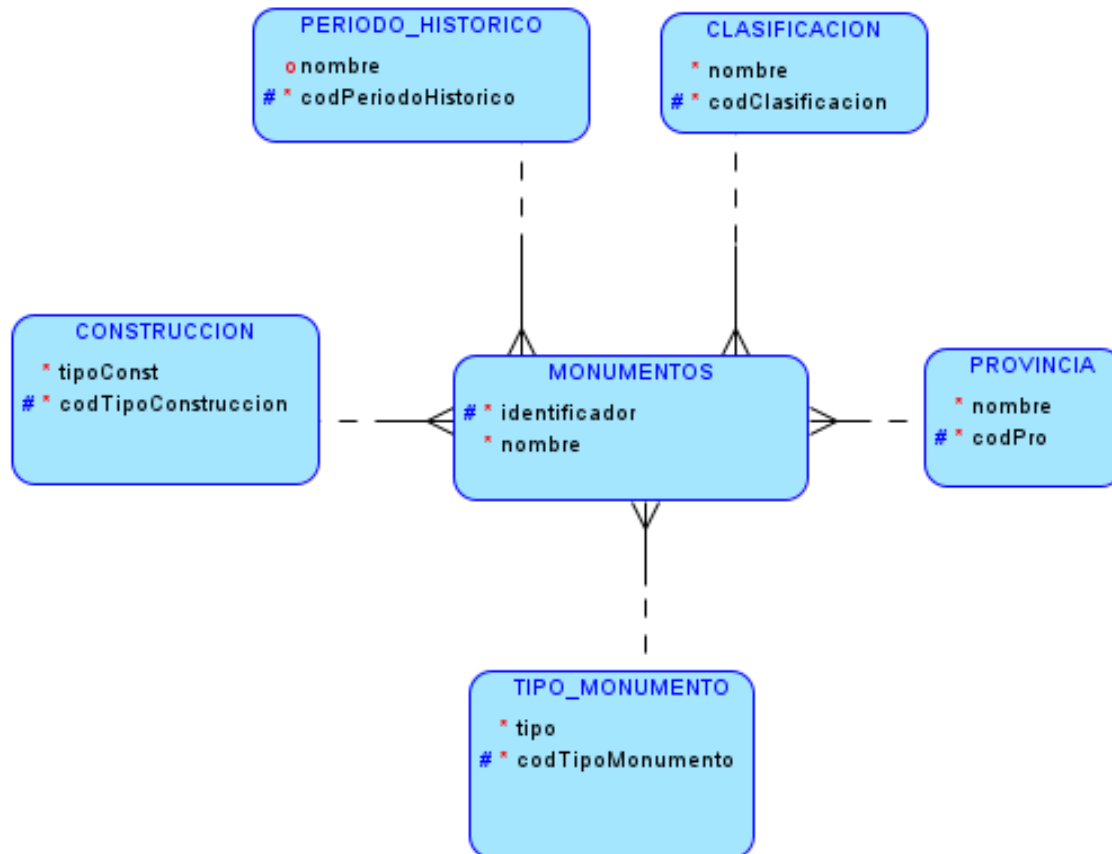 PERIODO_HISTORICO
o nombre
# * codPeriodoHistorico
CLASIFICACION
* nombre
# * codClasificacion
CONSTRUCCION
* tipoConst
# * codTipoConstruccion
MONUMENTOS
# * identificador
* nombre
PROVINCIA
* nombre
# * codPro
TIPO_MONUMENTO
* tipo
# * codTipoMonumento